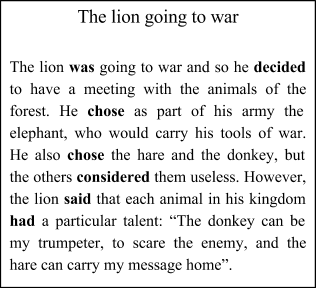 The lion going to war
The lion was going to war and so he decided
to have a meeting with the animals of the
forest. He chose as part of his army the
elephant, who would carry his tools of war.
He also chose the hare and the donkey, but
the others considered them useless. However,
the lion said that each animal in his kingdom
had a particular talent: “The donkey can be
my trumpeter, to scare the enemy, and the
hare can carry my message home”.